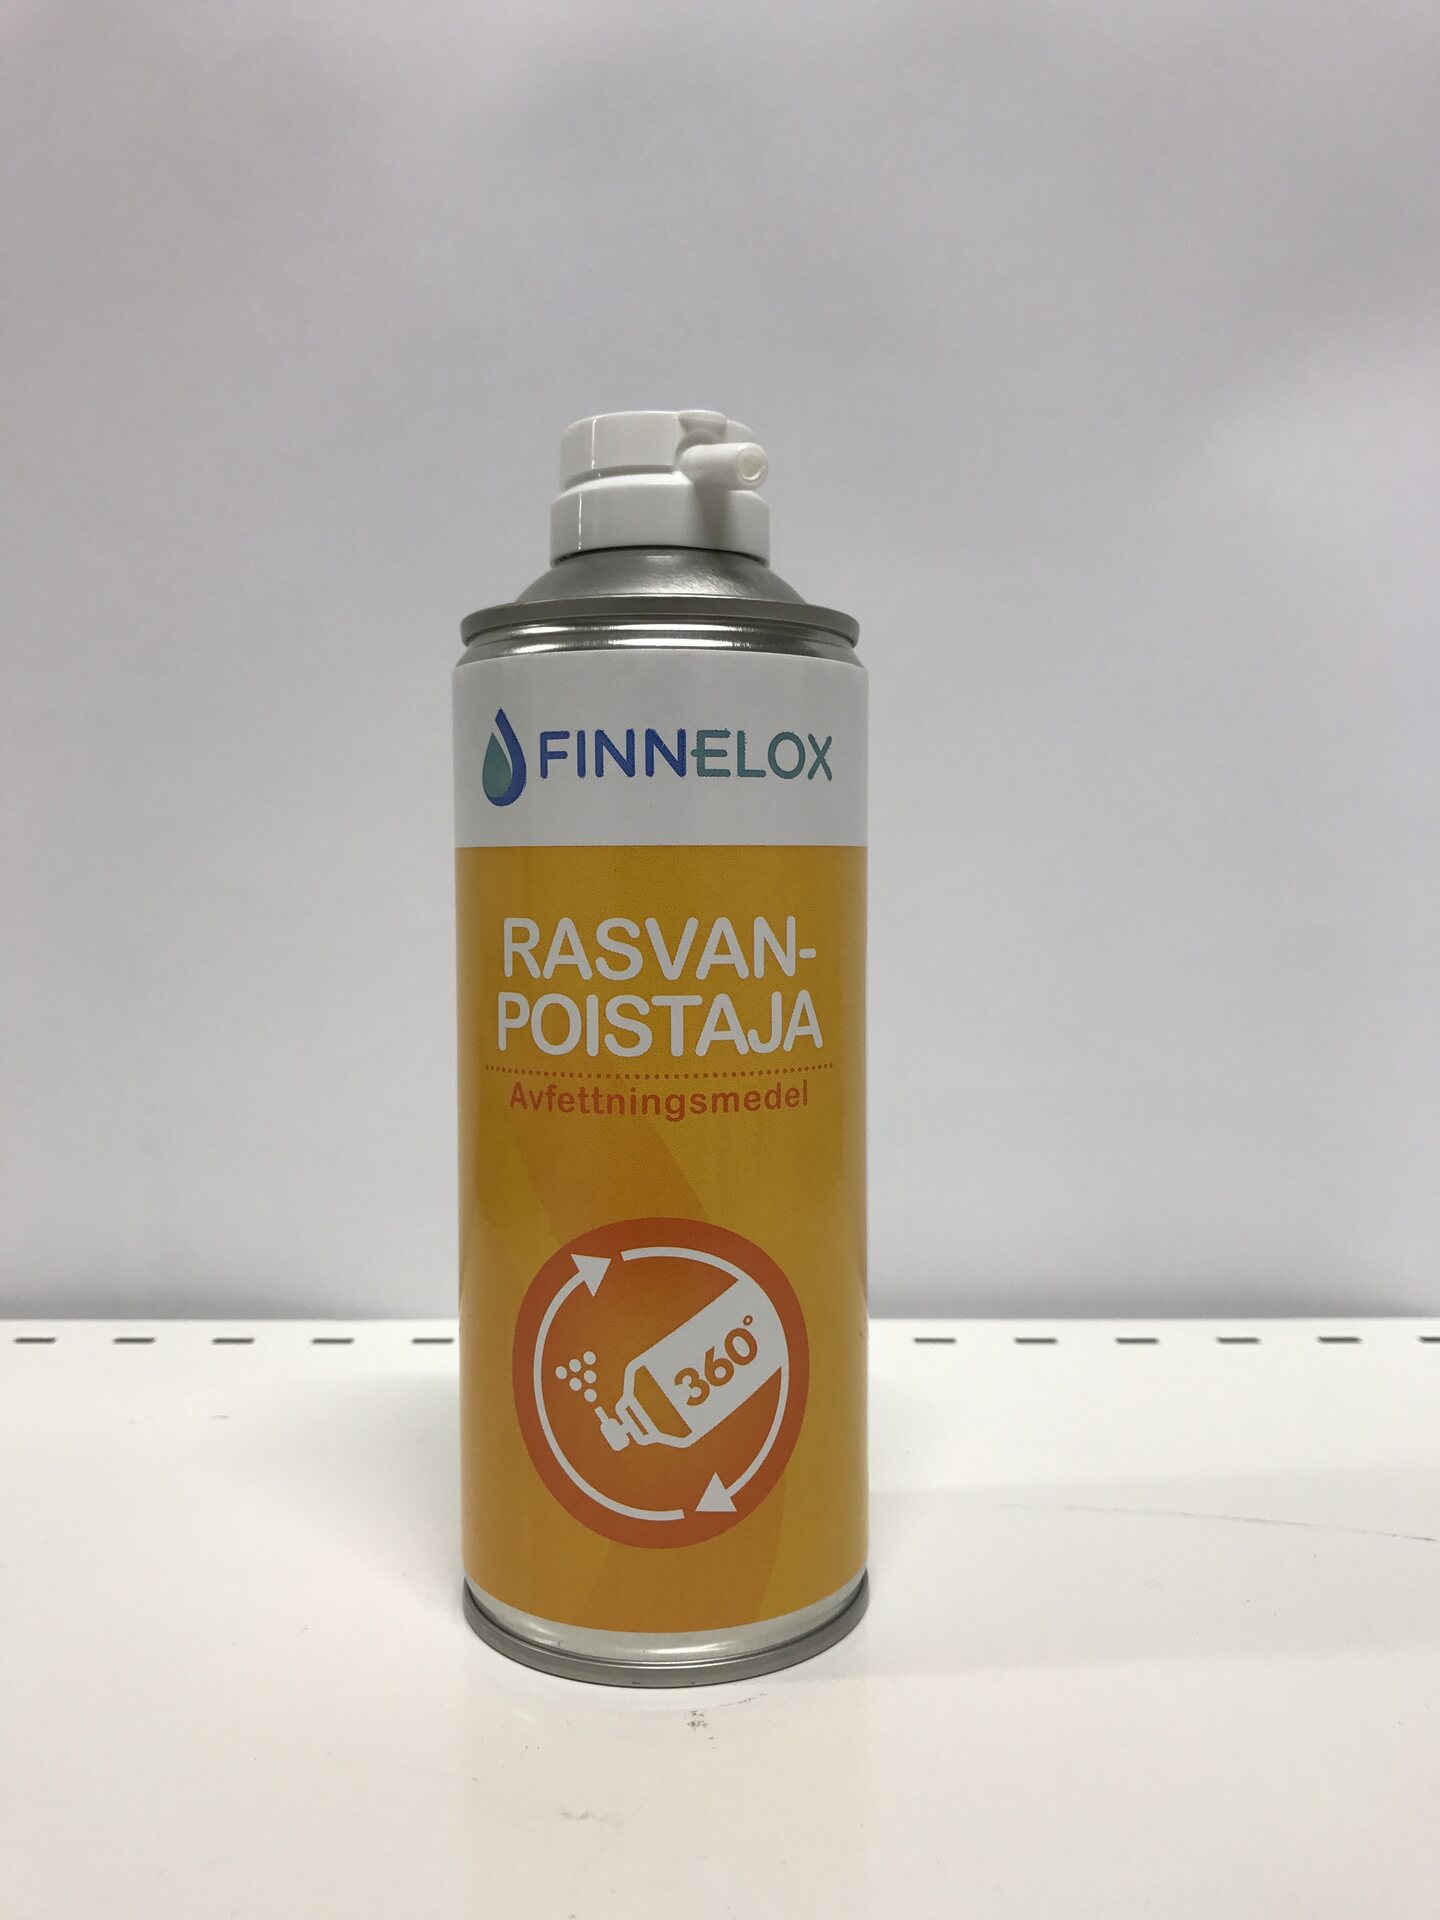 FINNELOX
RASVAN-
POISTAJA
Avfettningsmedel
360°